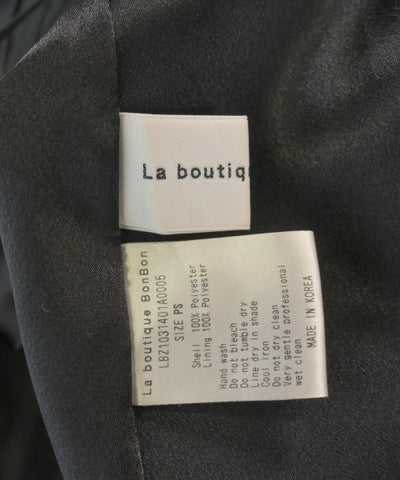 La boutiq
La boutique BonBon
LBZ1031401A0005
SIZE PS
Shell 100% Polyester
Lining 100% Polyester
Hand wash
Do not bleach
Do not tumble dry
Line dry in shade
Cool iron
Do not dry clean
Very gentle professional
wet clean
MADE IN KOREA